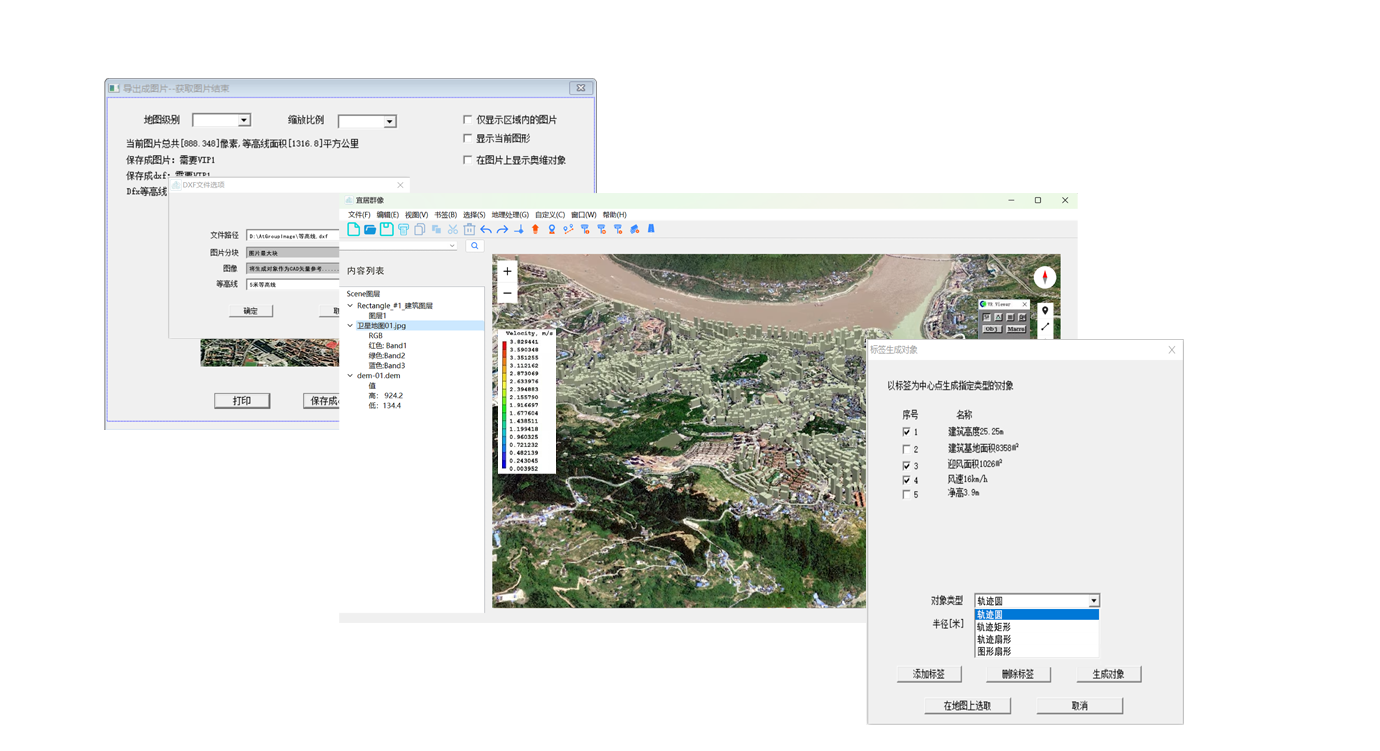 导出成图片--获取图片结束
地图级别
缩放比例
仅显示区域内的图片
当前图片总共[888.348]像素,等高线面积[1316.8]平方公里
显示当前图形
保存成图片: 需要VIP1
在图片上显示奥维对象
保存成dxf: 需要VIP1
Dfx等高线
打印
保存成
DXF文件选项
文件路径
D:\AtGroupImage\等高线.dxf
图片分块
图片最大块
图像
将生成对象作为CAD矢量参考......
等高线
5米等高线
确定
宜居群像
文件(F) 编辑(E) 视图(V) 书签(B) 选择(S) 地理处理(G) 自定义(C) 窗口(W) 帮助(H)
内容列表
Scene图层
Rectangle_#1_建筑图层
图层1
卫星地图01.jpg
RGB
红色: Band1
绿色:Band2
蓝色:Band3
dem-01.dem
值
高: 924.2
低: 134.4
Velocity, m/s
3.829441
3.590348
3.351255
3.112162
2.873069
2.633976
2.394883
2.155790
1.916697
1.677604
1.438511
1.199418
0.960325
0.721232
0.482139
0.243045
0.003952
VR Viewer
Obj
Macro
标签生成对象
以标签为中心点生成指定类型的对象
序号 名称
1 建筑高度25.25m
2 建筑基地面积8358㎡
3 迎风面积1026㎡
4 风速16km/h
5 净高3.9m
对象类型
轨迹圆
轨迹圆
半径[米]
轨迹矩形
轨迹扇形
图形扇形
添加标签
删除标签
生成对象
在地图上选取
取消